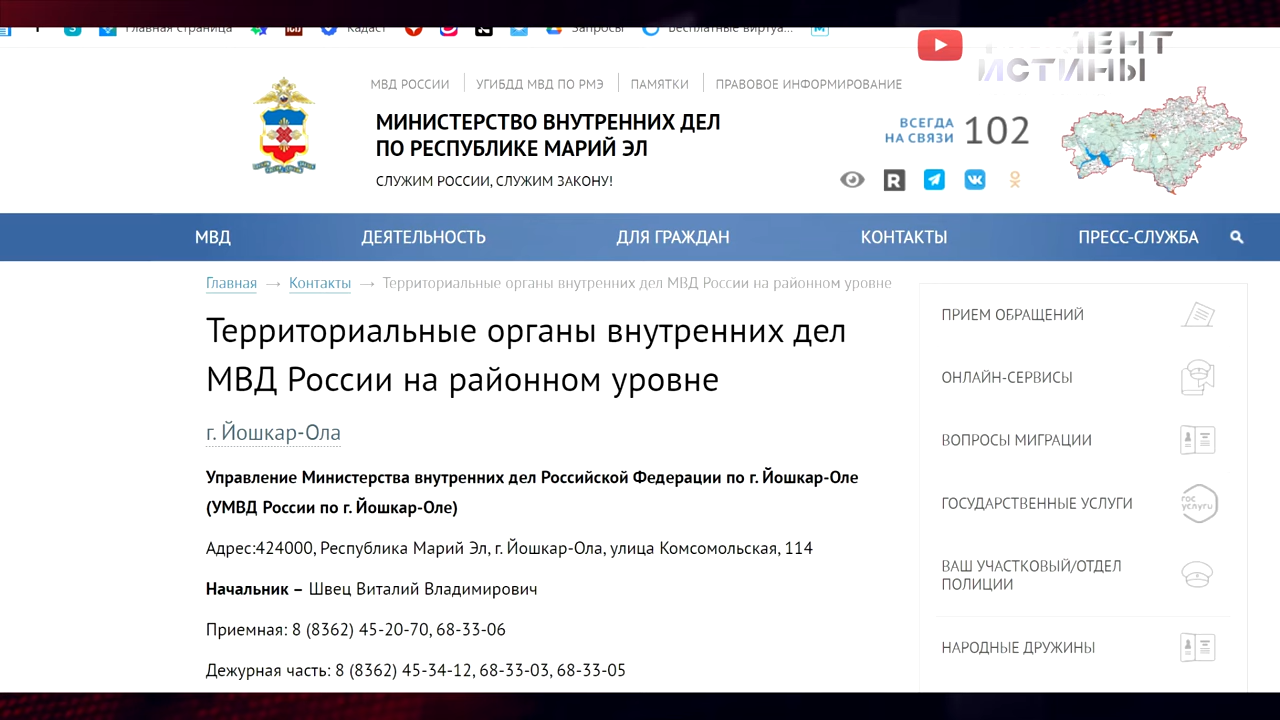 Главная страница
Кадаст
Запросы
Бесплатные виртуа...
МОМЕНТ
ИСТИНЫ
МВД РОССИИ
УГИБДД МВД ПО РМЭ
ПАМЯТКИ
ПРАВОВОЕ ИНФОРМИРОВАНИЕ
МИНИСТЕРСТВО ВНУТРЕННИХ ДЕЛ
ПО РЕСПУБЛИКЕ МАРИЙ ЭЛ
СЛУЖИМ РОССИИ, СЛУЖИМ ЗАКОНУ!
ВСЕГДА
НА СВЯЗИ
102
МВД
ДЕЯТЕЛЬНОСТЬ
ДЛЯ ГРАЖДАН
КОНТАКТЫ
ПРЕСС-СЛУЖБА
Главная → Контакты → Территориальные органы внутренних дел МВД России на районном уровне
Территориальные органы внутренних дел
МВД России на районном уровне
г. Йошкар-Ола
Управление Министерства внутренних дел Российской Федерации по г. Йошкар-Оле
(УМВД России по г. Йошкар-Оле)
Адрес:424000, Республика Марий Эл, г. Йошкар-Ола, улица Комсомольская, 114
Начальник – Швец Виталий Владимирович
Приемная: 8 (8362) 45-20-70, 68-33-06
Дежурная часть: 8 (8362) 45-34-12, 68-33-03, 68-33-05
ПРИЕМ ОБРАЩЕНИЙ
ОНЛАЙН-СЕРВИСЫ
ВОПРОСЫ МИГРАЦИИ
ГОСУДАРСТВЕННЫЕ УСЛУГИ
гос
услуги
ВАШ УЧАСТКОВЫЙ/ОТДЕЛ
ПОЛИЦИИ
НАРОДНЫЕ ДРУЖИНЫ